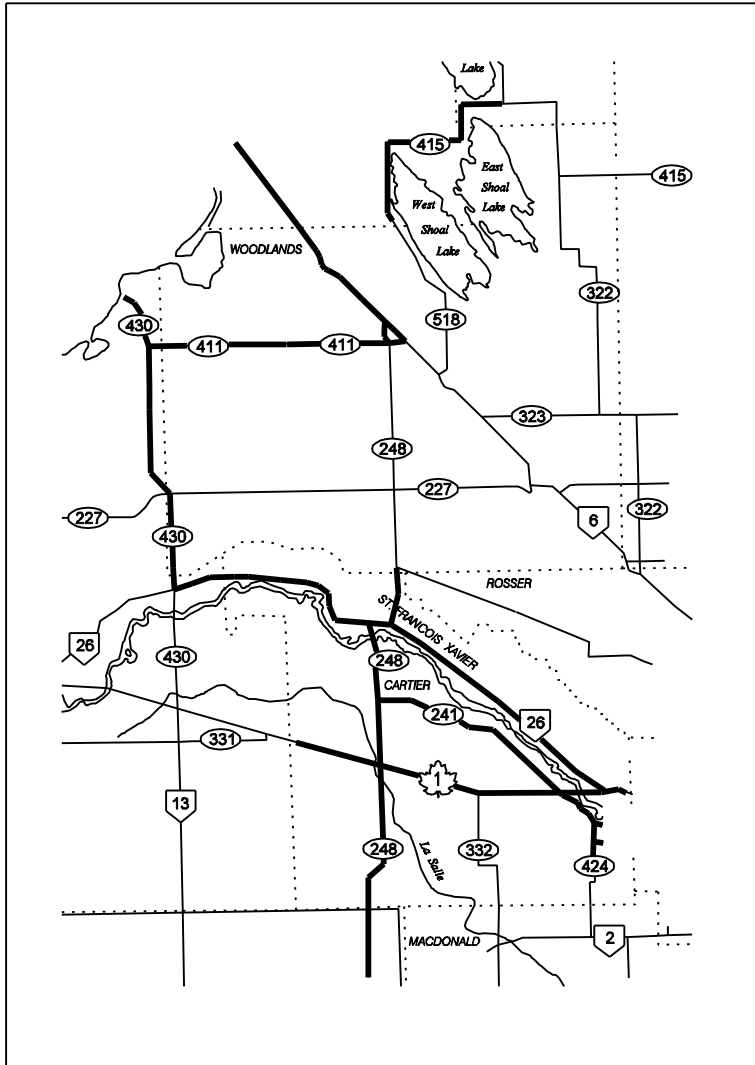 Lake
415
East
Shoal
Lake
415
West
Shoal
Lake
WOODLANDS
322
430
518
411
411
323
248
227
227
322
6
430
ROSSER
ST. FRANCOIS XAVIER
26
430
248
CARTIER
241
26
331
1
13
La Salle
248
332
424
MACDONALD
2